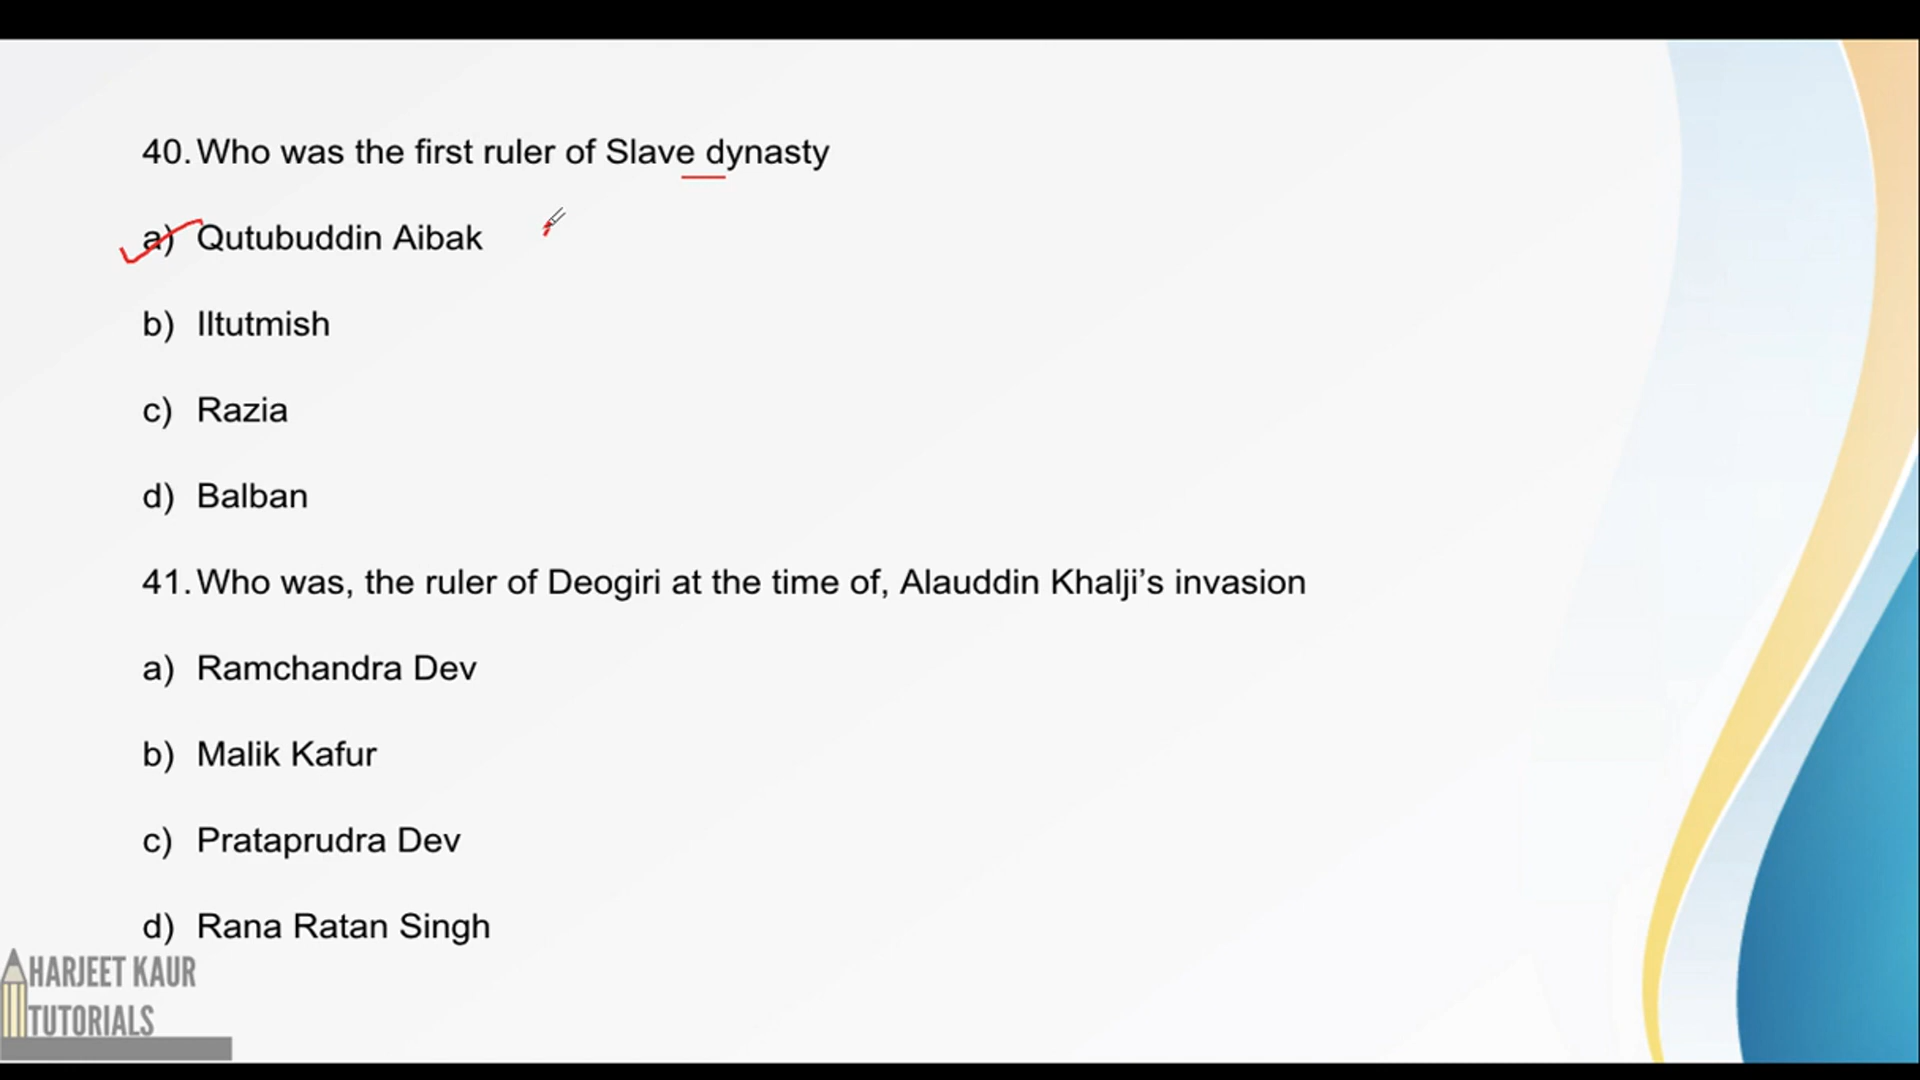 40. Who was the first ruler of Slave dynasty
a) Qutubuddin Aibak
b) Iltutmish
c) Razia
d) Balban
41. Who was, the ruler of Deogiri at the time of, Alauddin Khalji’s invasion
a) Ramchandra Dev
b) Malik Kafur
c) Prataprudra Dev
d) Rana Ratan Singh
HARJEET KAUR
TUTORIALS